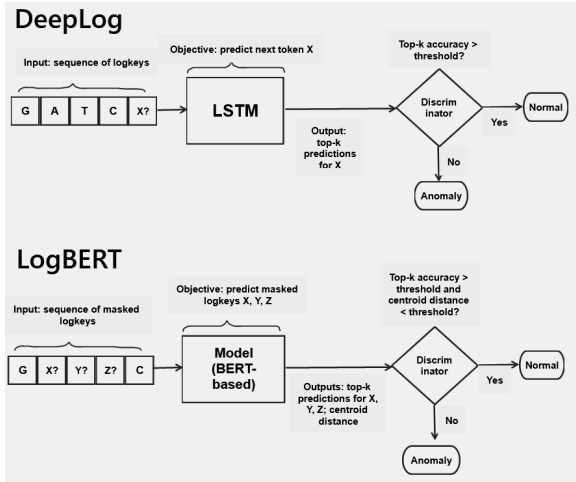 DeepLog
Input: sequence of logkeys
Objective: predict next token X
Top-k accuracy >
threshold?
G A T C X?
LSTM
Discrim
inator
Normal
Yes
Output:
top-k
predictions
for X
No
Anomaly
LogBERT
Input: sequence of masked
logkeys
Objective: predict masked
logkeys X, Y, Z
Top-k accuracy >
threshold and
centroid distance
< threshold?
G X? Y? Z? C
Model
(BERT-
based)
Discrim
inator
Normal
Yes
Outputs: top-k
predictions for X,
Y, Z; centroid
distance
No
Anomaly